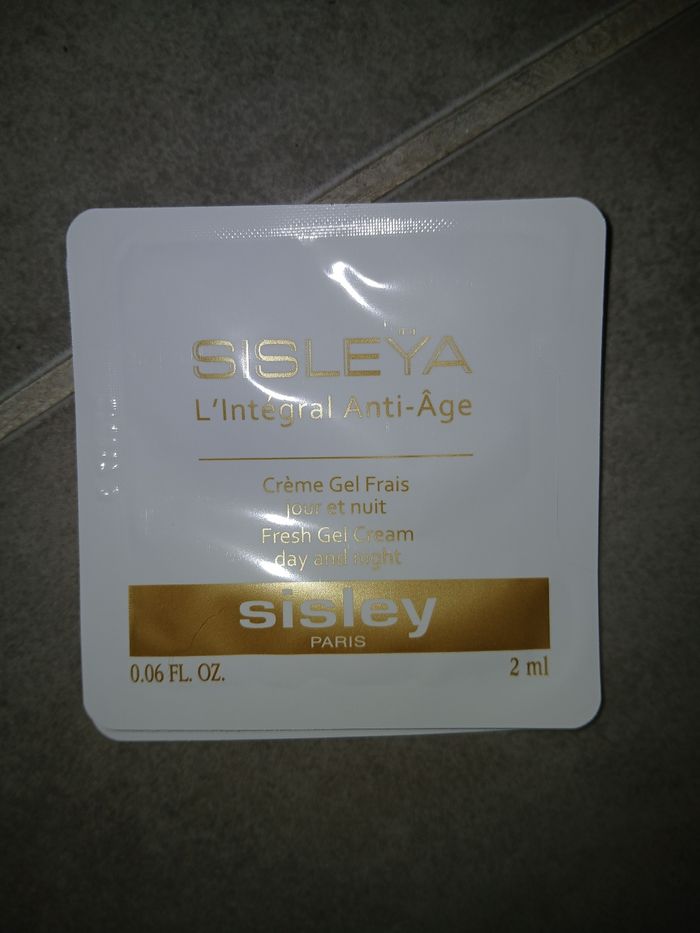 SISLEŸA
L'Intégral Anti-Âge
Crème Gel Frais
jour et nuit
Fresh Gel Cream
day and night
sisley
PARIS
0.06 FL. OZ.
2 ml